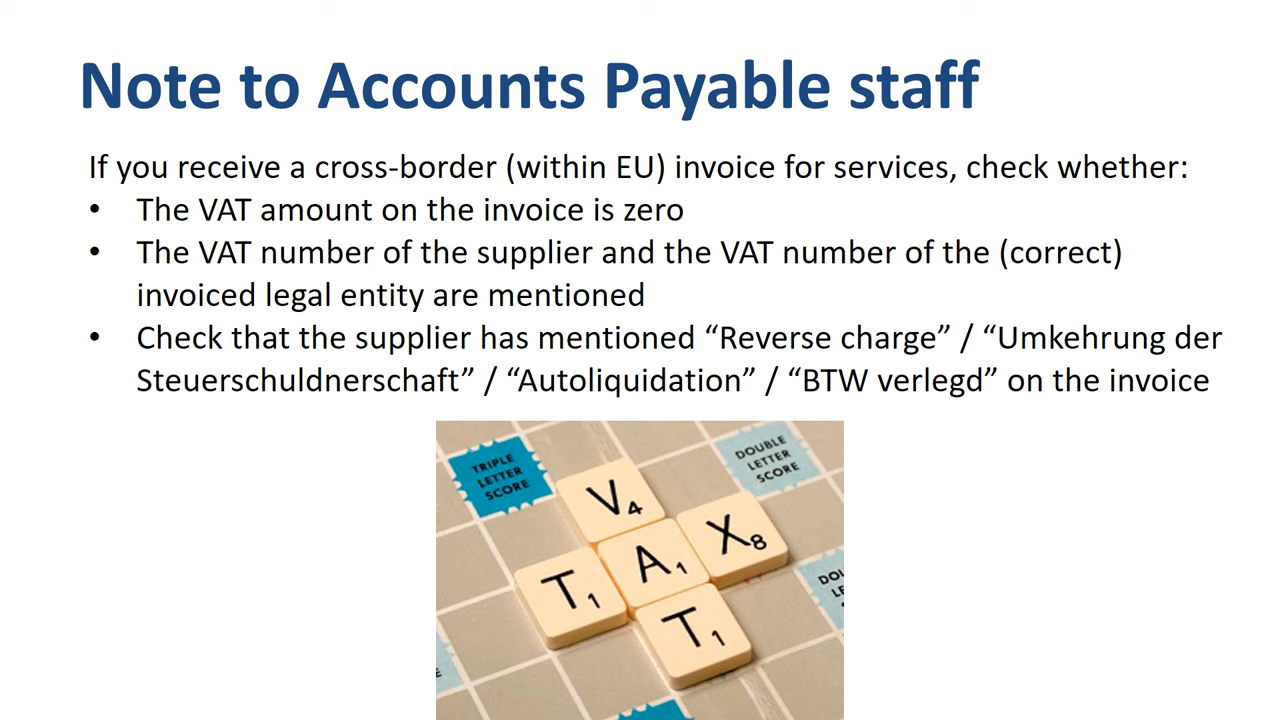 Note to Accounts Payable staff
If you receive a cross-border (within EU) invoice for services, check whether:
• The VAT amount on the invoice is zero
• The VAT number of the supplier and the VAT number of the (correct)
invoiced legal entity are mentioned
• Check that the supplier has mentioned “Reverse charge” / “Umkehrung der
Steuerschuldnerschaft” / “Autoliquidation” / “BTW verlegd” on the invoice
TRIPLE
LETTER
SCORE
DOUBLE
LETTER
SCORE
V4
T1 A1 X8
T1
DOU
LE